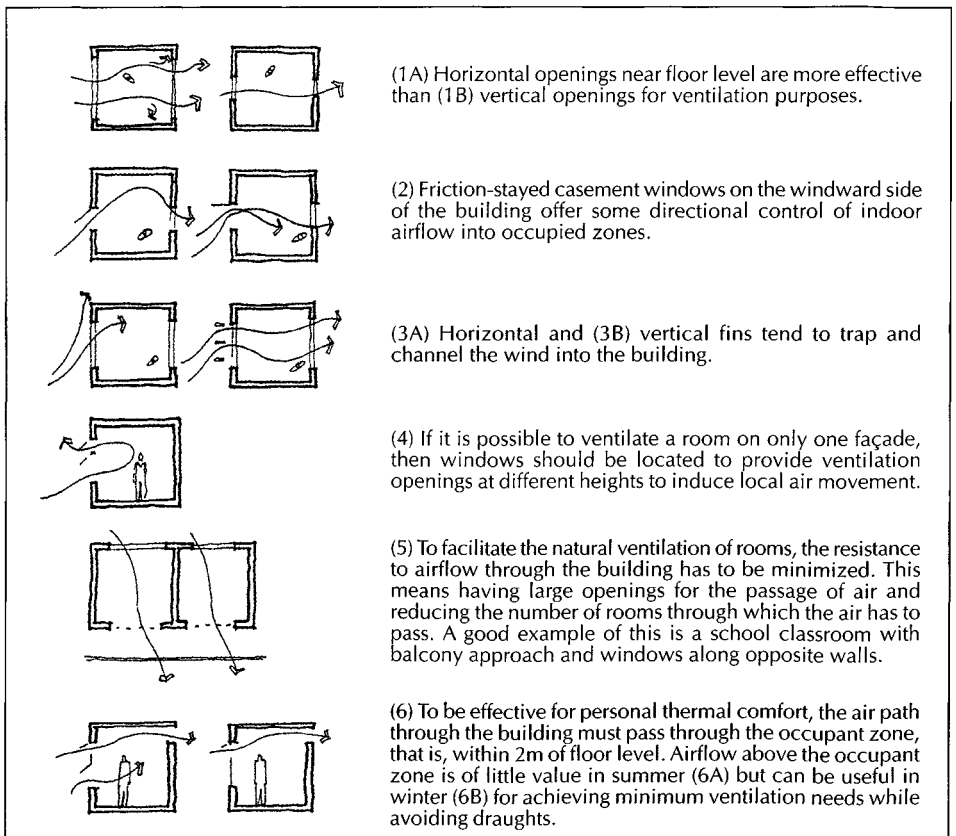 (1A) Horizontal openings near floor level are more effective
than (1B) vertical openings for ventilation purposes.
(2) Friction-stayed casement windows on the windward side
of the building offer some directional control of indoor
airflow into occupied zones.
(3A) Horizontal and (3B) vertical fins tend to trap and
channel the wind into the building.
(4) If it is possible to ventilate a room on only one façade,
then windows should be located to provide ventilation
openings at different heights to induce local air movement.
(5) To facilitate the natural ventilation of rooms, the resistance
to airflow through the building has to be minimized. This
means having large openings for the passage of air and
reducing the number of rooms through which the air has to
pass. A good example of this is a school classroom with
balcony approach and windows along opposite walls.
(6) To be effective for personal thermal comfort, the air path
through the building must pass through the occupant zone,
that is, within 2m of floor level. Airflow above the occupant
zone is of little value in summer (6A) but can be useful in
winter (6B) for achieving minimum ventilation needs while
avoiding draughts.